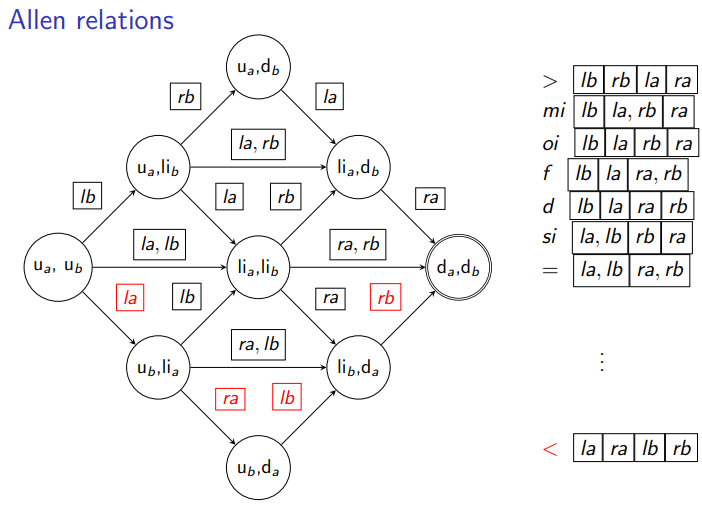 Allen relations
u_a,d_b
rb
la
> lb rb la ra
mi lb la, rb ra
la, rb
oi lb la rb ra
u_a,li_b
li_a,d_b
f lb la ra, rb
lb
la
rb
ra
d lb la ra rb
la, lb
ra, rb
si la, lb rb ra
u_a, u_b
li_a,li_b
d_a,d_b
= la, lb ra, rb
la
lb
ra
rb
ra, lb
⋮
u_b,li_a
li_b,d_a
ra
lb
< la ra lb rb
u_b,d_a